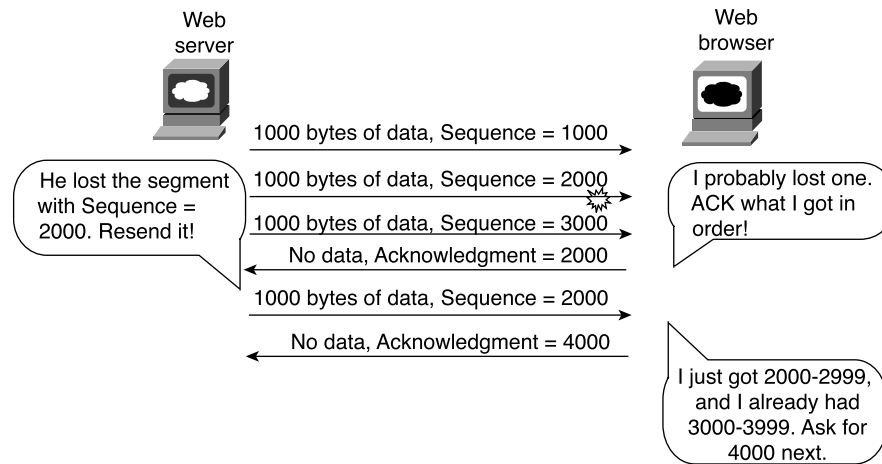 Web
server
Web
browser
1000 bytes of data, Sequence = 1000
He lost the segment
with Sequence =
2000. Resend it!
1000 bytes of data, Sequence = 2000
I probably lost one.
ACK what I got in
order!
1000 bytes of data, Sequence = 3000
No data, Acknowledgment = 2000
1000 bytes of data, Sequence = 2000
No data, Acknowledgment = 4000
I just got 2000-2999,
and I already had
3000-3999. Ask for
4000 next.